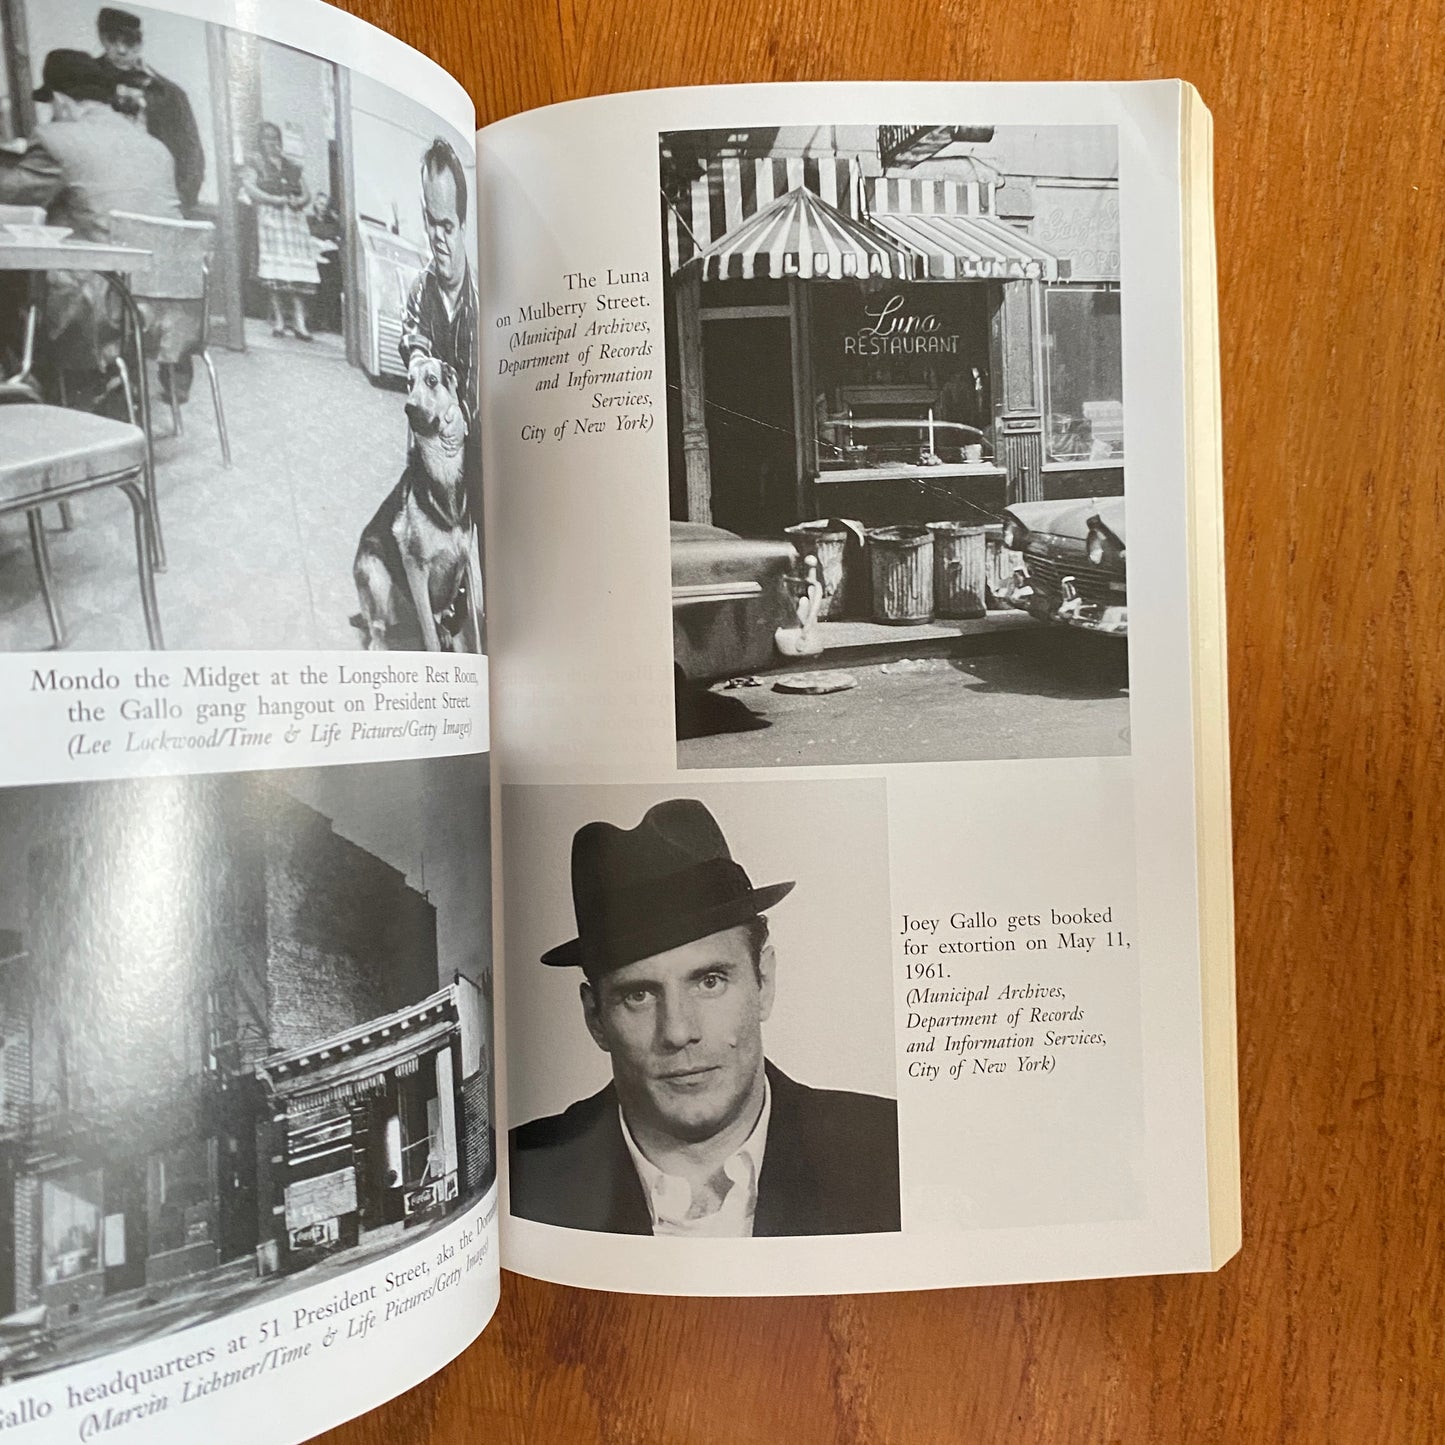 Mondo the Midget at the Longshore Rest Room,
the Gallo gang hangout on President Street.
(Lee Lockwood/Time & Life Pictures/Getty Images)
Gallo headquarters at 51 President Street, aka the
(Marvin Lichtner/Time & Life Pictures/Getty Images)
The Luna
on Mulberry Street.
(Municipal Archives,
Department of Records
and Information
Services,
City of New York)
LUNA
LUNA'S
Luna
RESTAURANT
Joey Gallo gets booked
for extortion on May 11,
1961.
(Municipal Archives,
Department of Records
and Information Services,
City of New York)